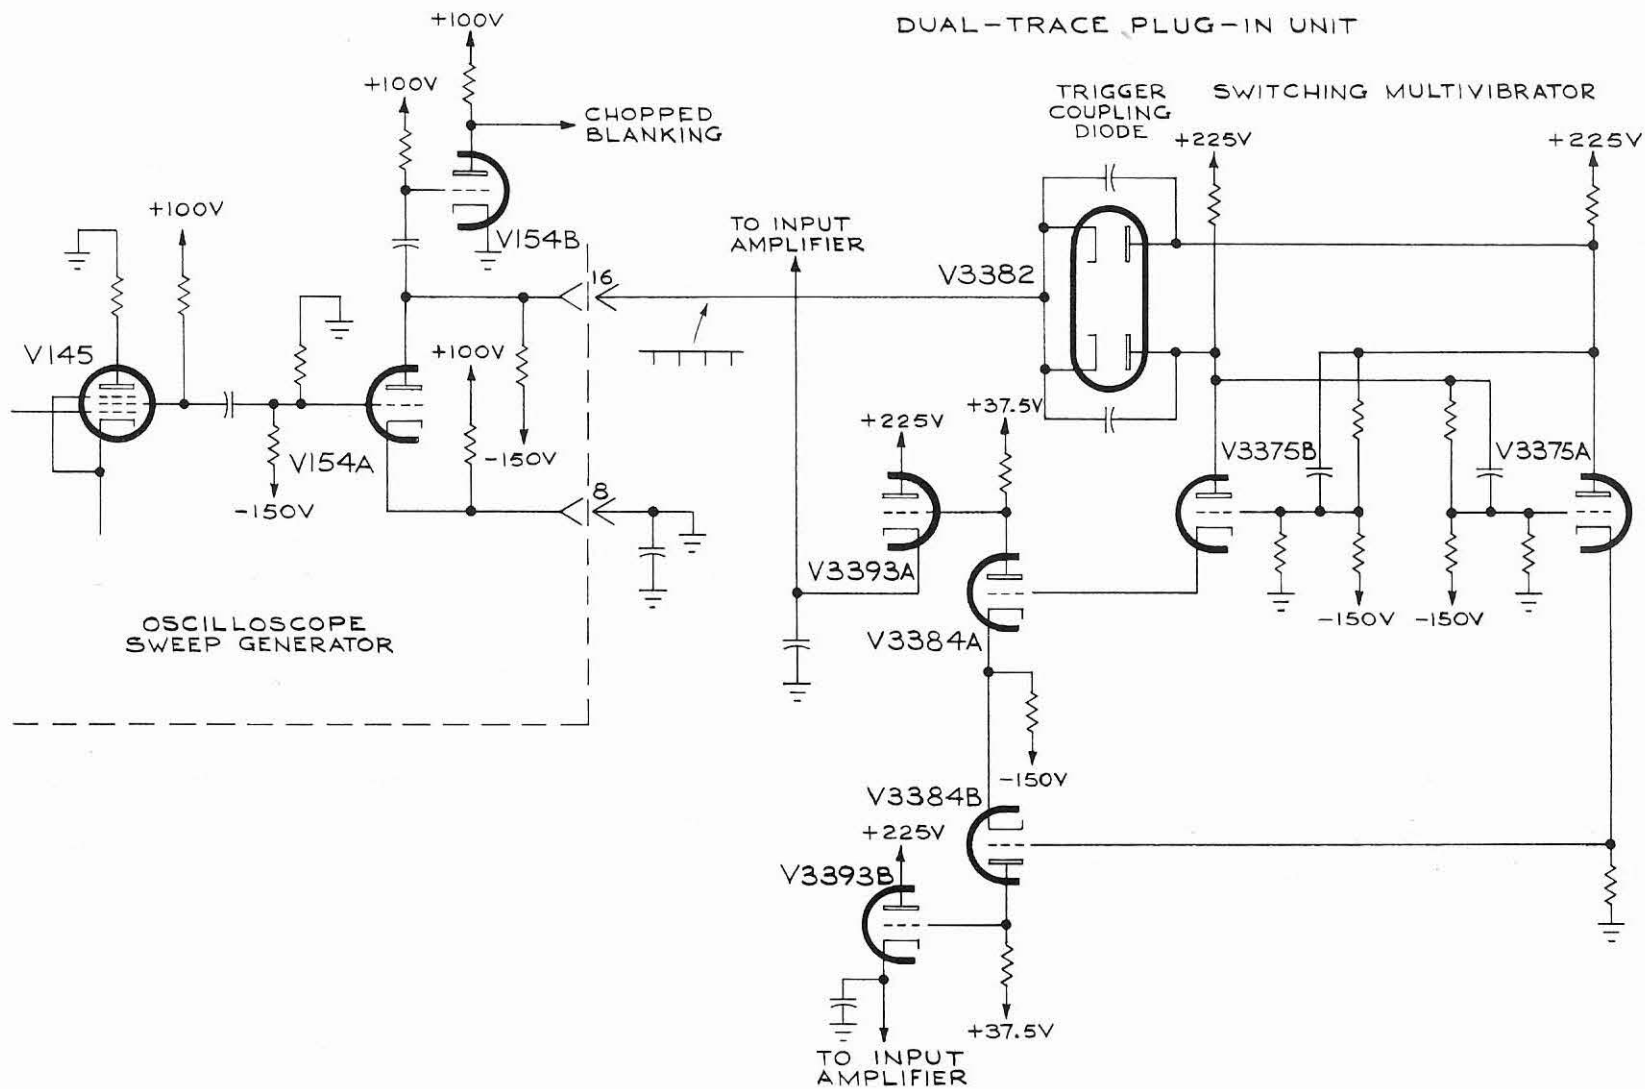 DUAL-TRACE PLUG-IN UNIT
+100V
+100V
CHOPPED
BLANKING
TRIGGER
COUPLING
DIODE
SWITCHING MULTIVIBRATOR
+225V
+225V
+100V
V154B
TO INPUT
AMPLIFIER
V3382
16
V145
+100V
-150V
V154A
-150V
8
+225V
+37.5V
V3375B
V3375A
V3393A
V3384A
-150V
-150V
OSCILLOSCOPE
SWEEP GENERATOR
-150V
V3384B
+225V
V3393B
+37.5V
TO INPUT
AMPLIFIER